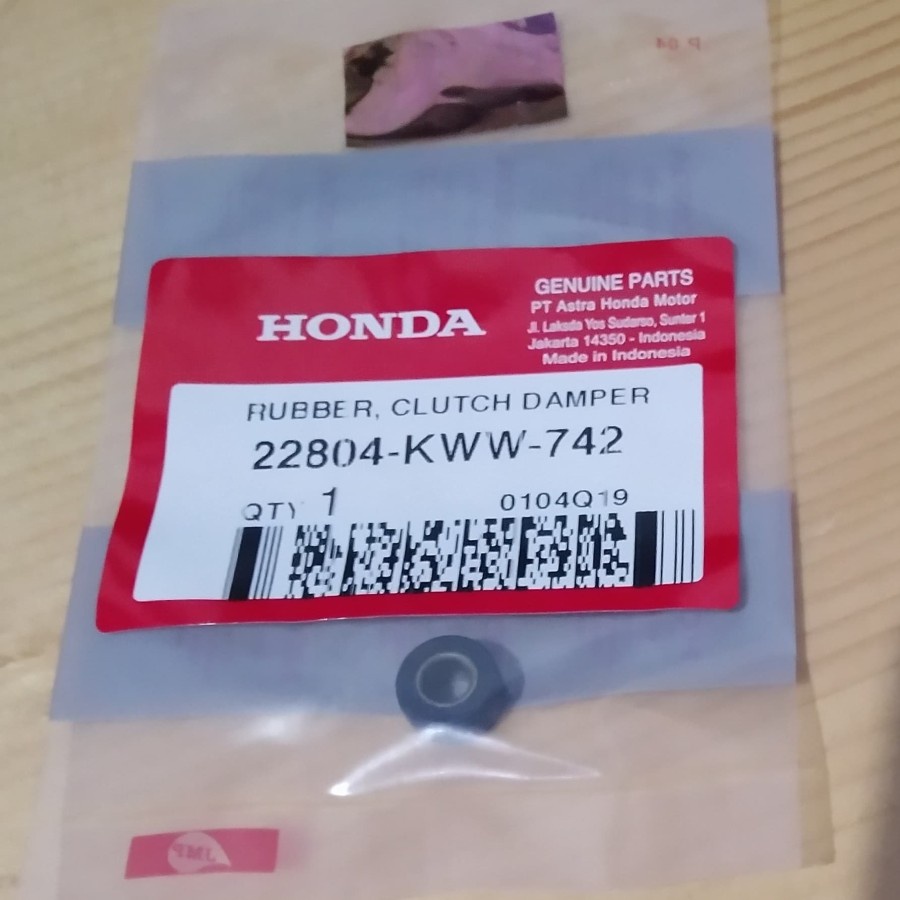 P 04
HONDA
GENUINE PARTS
PT Astra Honda Motor
Jl. Laksda Yos Sudarso, Sunter 1
Jakarta 14350 - Indonesia
Made in Indonesia
RUBBER, CLUTCH DAMPER
22804-KWW-742
QTY 1 0104Q19